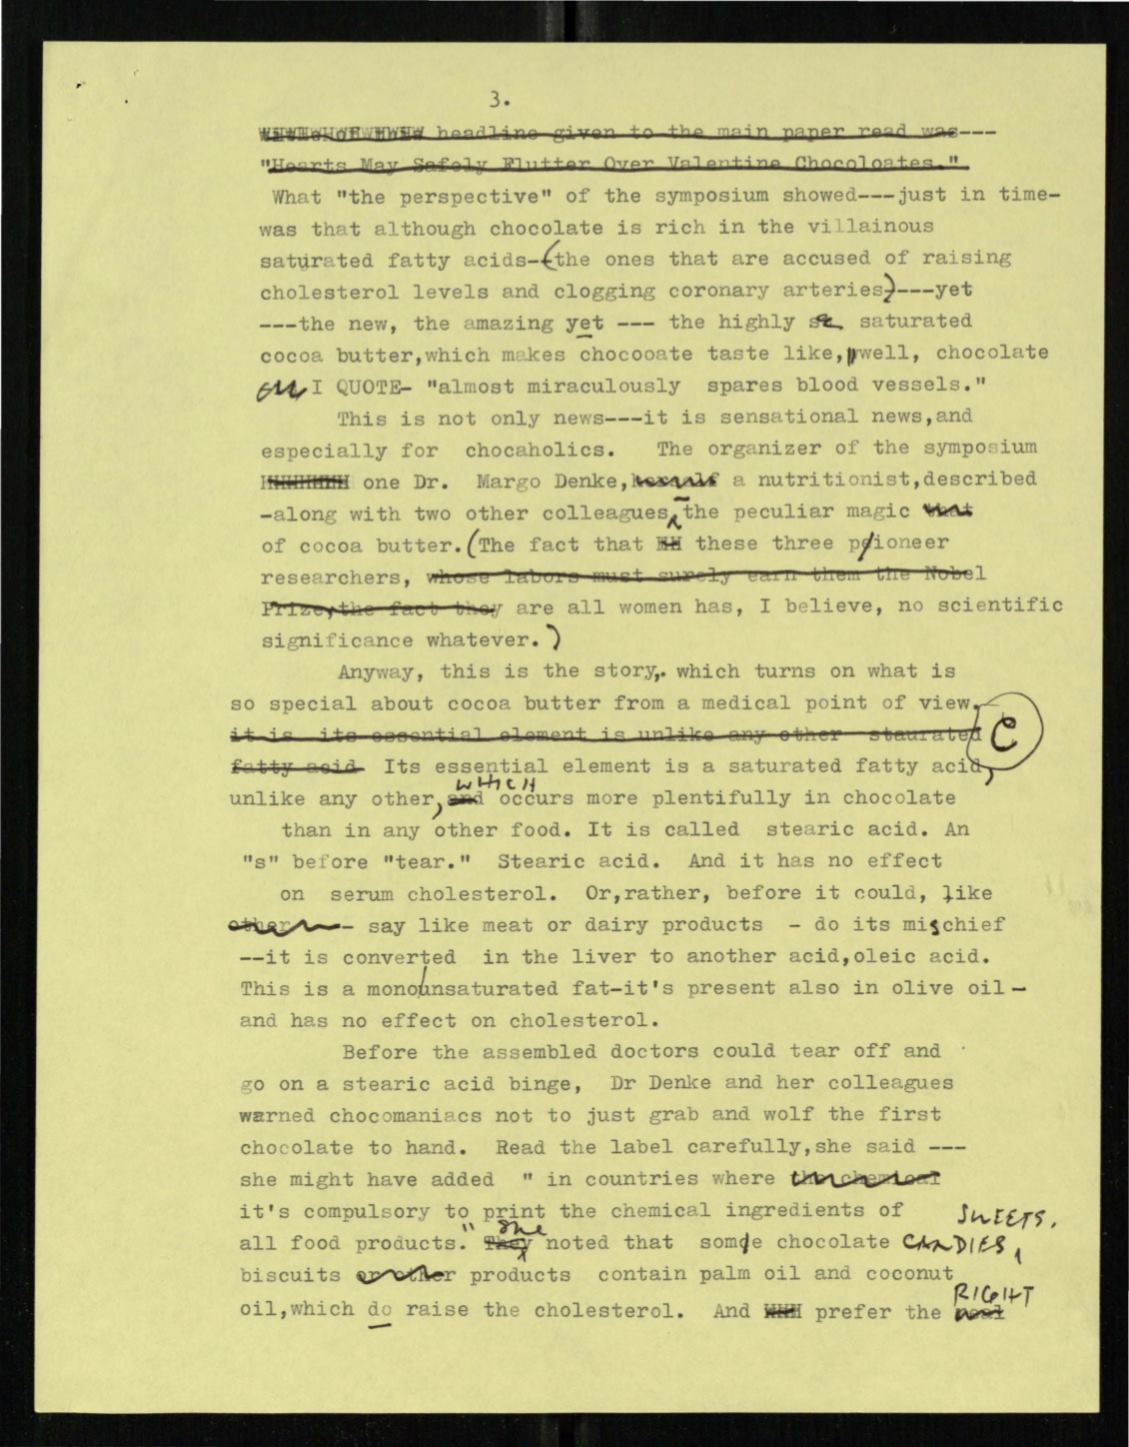 3.
headline given to the main paper read was---
"Hearts May Safely Flutter Over Valentine Chocoloates."
What "the perspective" of the symposium showed---just in time-
was that although chocolate is rich in the villainous
saturated fatty acids-(the ones that are accused of raising
cholesterol levels and clogging coronary arteries)---yet
---the new, the amazing yet --- the highly saturated
cocoa butter,which makes chocooate taste like, well, chocolate
I QUOTE- "almost miraculously spares blood vessels."
This is not only news---it is sensational news,and
especially for chocaholics. The organizer of the symposium
one Dr. Margo Denke, herself a nutritionist,described
-along with two other colleagues-the peculiar magic that
of cocoa butter.(The fact that these three pioneer
researchers, whose labors must surely earn them the Nobel
Prize,the fact they are all women has, I believe, no scientific
significance whatever.)
Anyway, this is the story,. which turns on what is
so special about cocoa butter from a medical point of view.
it is its essential element is unlike any other staurated
C
fatty acid Its essential element is a saturated fatty acid,
WHICH
unlike any other, and occurs more plentifully in chocolate
than in any other food. It is called stearic acid. An
"s" before "tear." Stearic acid. And it has no effect
on serum cholesterol. Or,rather, before it could, like
other - say like meat or dairy products - do its mischief
--it is converted in the liver to another acid,oleic acid.
This is a mono/unsaturated fat-it's present also in olive oil-
and has no effect on cholesterol.
Before the assembled doctors could tear off and
go on a stearic acid binge, Dr Denke and her colleagues
warned chocomaniacs not to just grab and wolf the first
chocolate to hand. Read the label carefully,she said ---
she might have added " in countries where the chemical
it's compulsory to print the chemical ingredients of
SWEETS.
all food products." They she noted that some chocolate CANDIES,
biscuits or other products contain palm oil and coconut
RIGHT
oil,which do raise the cholesterol. And prefer the real